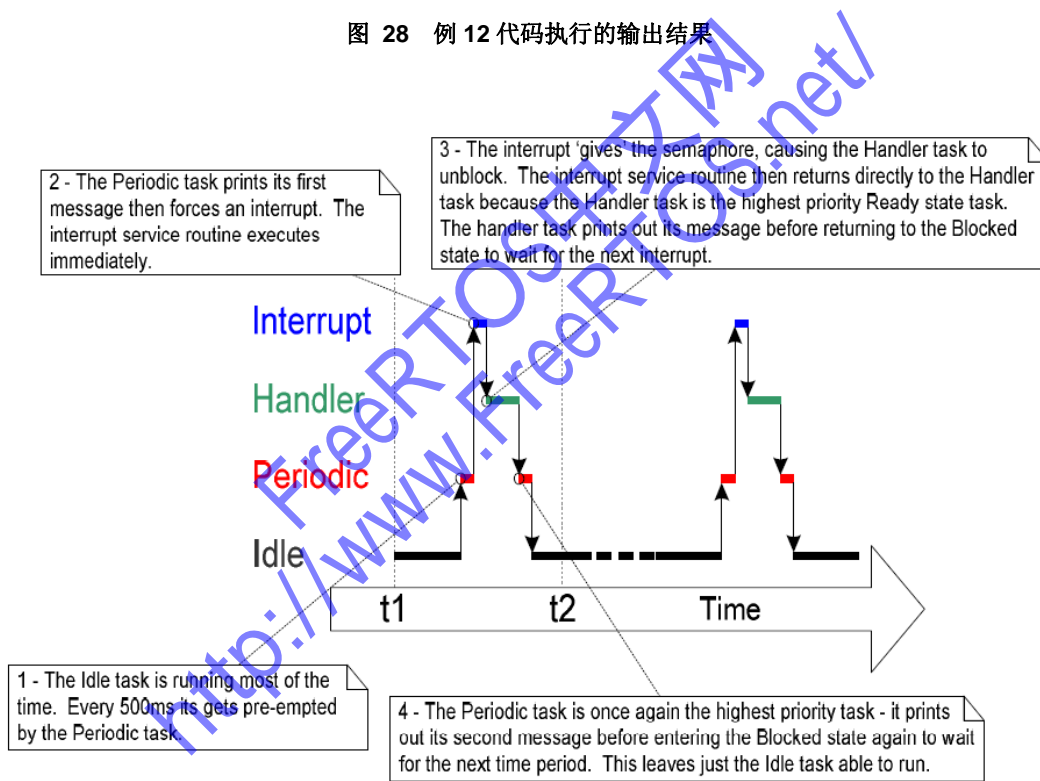 图 28 例 12 代码执行的输出结果
3 - The interrupt 'gives' the semaphore, causing the Handler task to
unblock. The interrupt service routine then returns directly to the Handler
task because the Handler task is the highest priority Ready state task.
The handler task prints out its message before returning to the Blocked
state to wait for the next interrupt.
2 - The Periodic task prints its first
message then forces an interrupt. The
interrupt service routine executes
immediately.
Interrupt
Handler
Periodic
Idle
t1 t2 Time
1 - The Idle task is running most of the
time. Every 500ms its gets pre-empted
by the Periodic task.
4 - The Periodic task is once again the highest priority task - it prints
out its second message before entering the Blocked state again to wait
for the next time period. This leaves just the Idle task able to run.
FreeRTOS中文网
http://www.FreeRTOS.net/